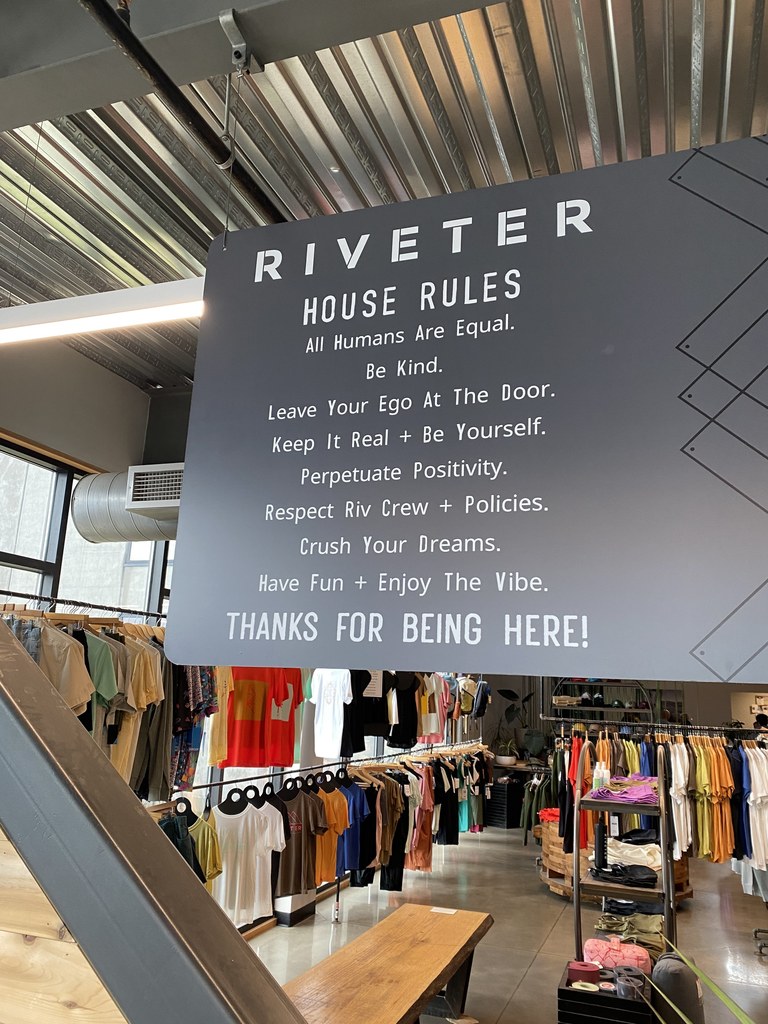 RIVETER
HOUSE RULES
All Humans Are Equal.
Be Kind.
Leave Your Ego At The Door.
Keep It Real + Be Yourself.
Perpetuate Positivity.
Respect Riv Crew + Policies.
Crush Your Dreams.
Have Fun + Enjoy The Vibe.
THANKS FOR BEING HERE!